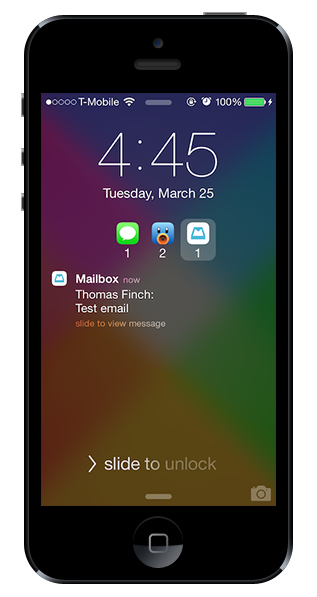 T-Mobile 100%
4:45
Tuesday, March 25
1 2 1
Mailbox now
Thomas Finch:
Test email
slide to view message
slide to unlock